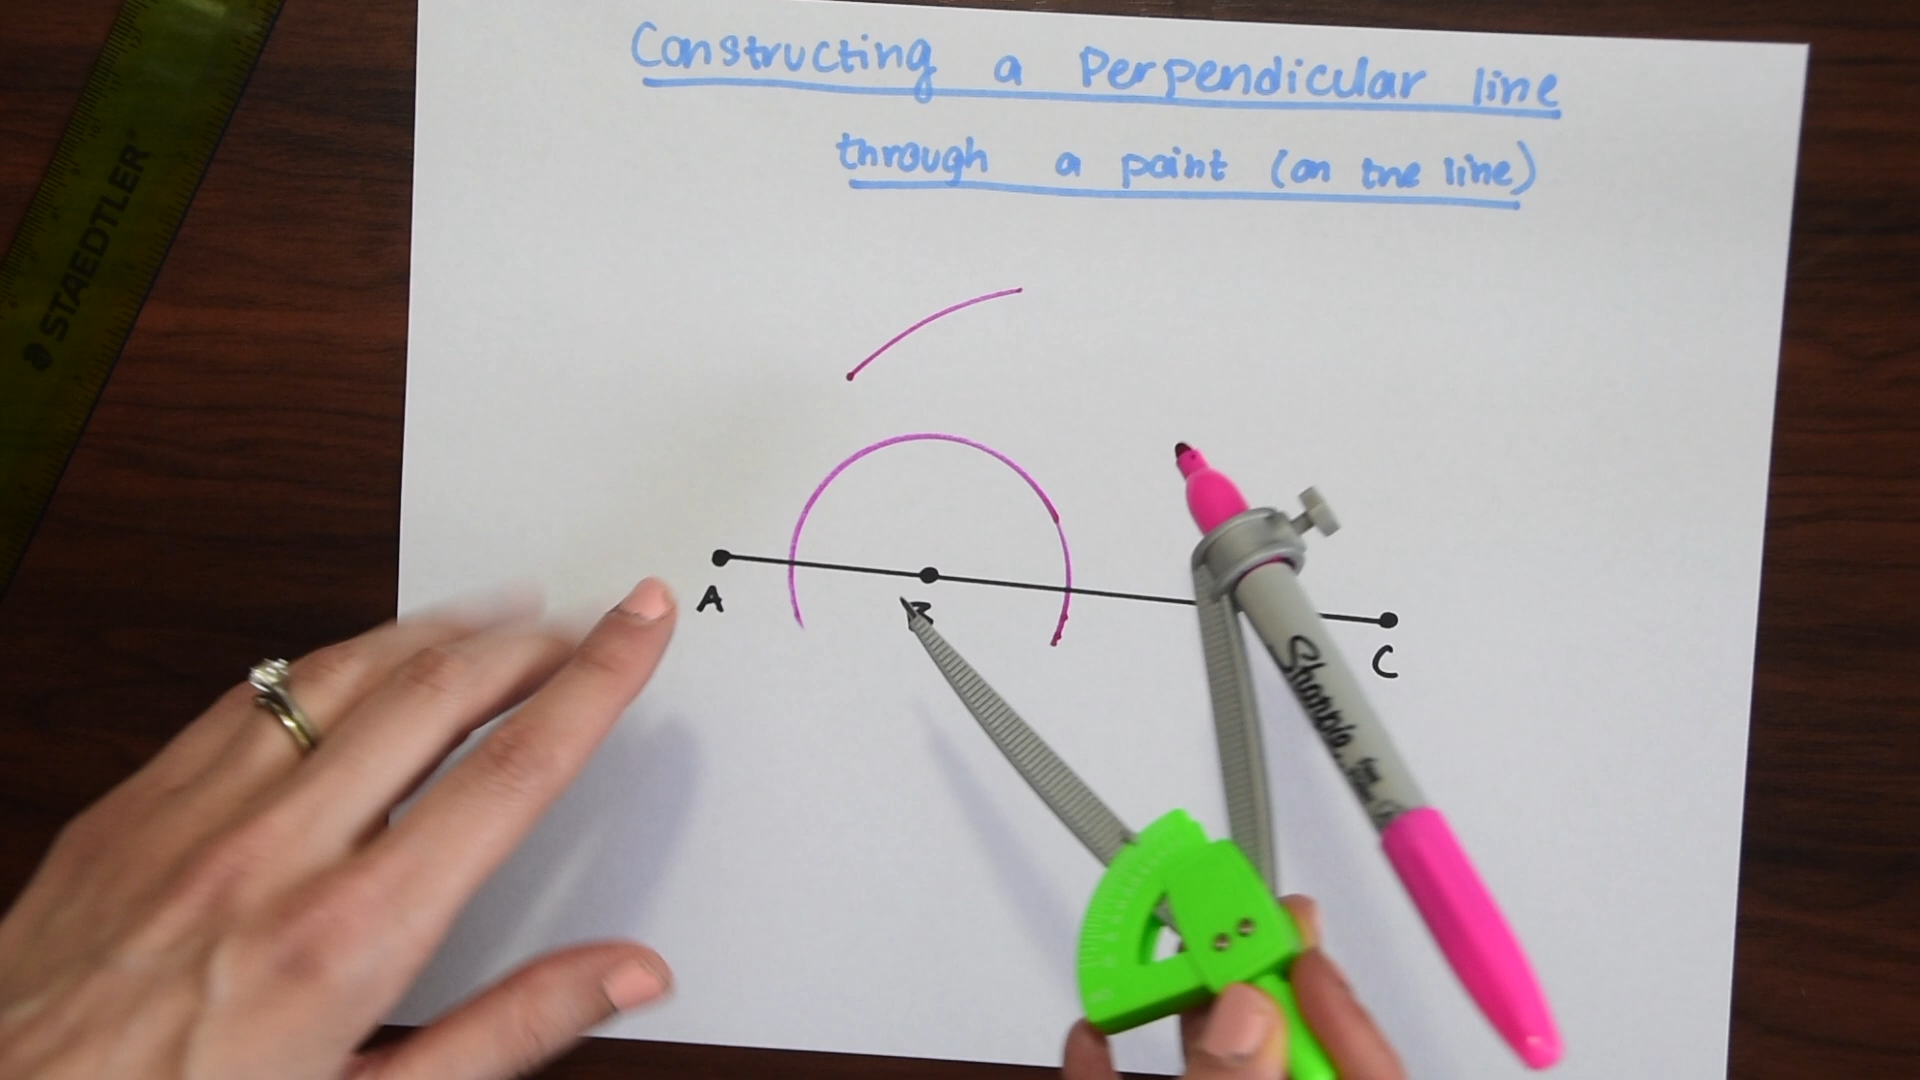 Constructing a Perpendicular line
through a point (on the line)
STAEDTLER
A
B
C
Sharpie